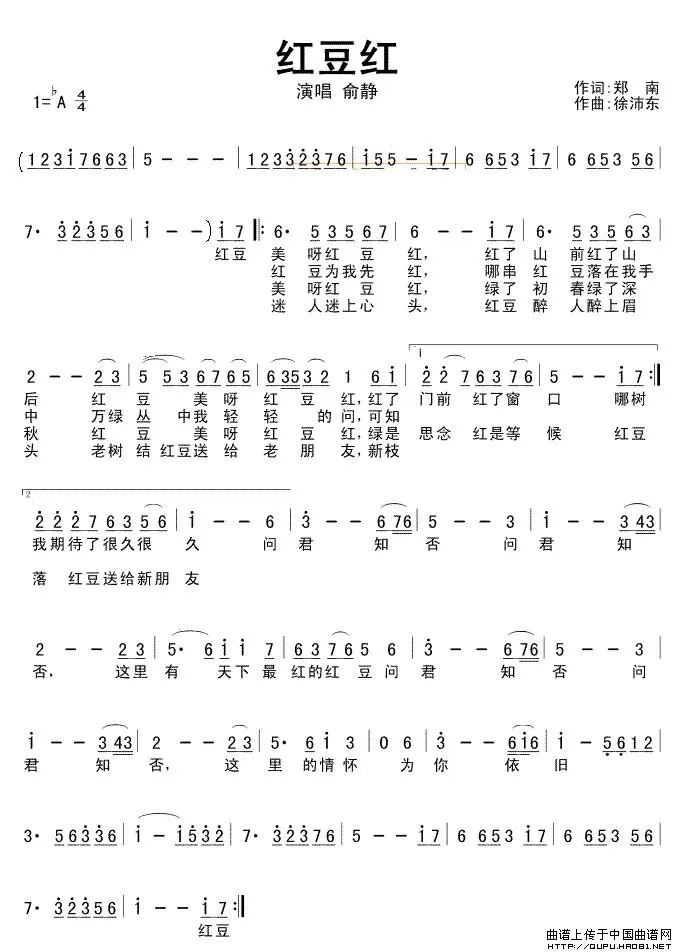 红豆红
演唱 俞静
1=♭A 4/4
作词:郑 南
作曲:徐沛东
(1 2 3 i 7 6 6 3 | 5 - - - | 1 2 3 3 2 3 7 6 | i 5 5 - i 7 | 6 6 5 3 i 7 | 6 6 5 3 5 6 |
7· 3 2 3 5 6 | i - - ) i 7 ‖: 6· 5 3 5 6 7 | 6 - - i 7 | 6· 5 3 5 6 3 |
红豆 美 呀红 豆 红, 红了 山 前红了山
红 豆为我先 红, 哪串 红 豆落在我手
美 呀红 豆 红, 绿了 初 春绿了深
迷 人迷上心 头, 红豆 醉 人醉上眉
2 - - 2 3 | 5 5 3 6 7 6 5 | 6 3 5 3 2 1 6 i | 2 2 7 6 3 7 6 | 5 - - i 7 :‖
1
后 红 豆 美 呀 红 豆 红,红了 门前 红了窗 口 哪树
中 万绿 丛 中我 轻 轻 的 问,可知
秋 红 豆 美 呀 红 豆 红,绿是 思念 红是等 候 红豆
头 老树 结 红豆送 给 老 朋 友,新枝
2
2 2 2 7 6 3 5 6 | i - - 6 | 3 - - 6 7 6 | 5 - - 3 | i - - 3 4 3 |
我期待了很久很 久 问 君 知 否 问 君 知
落 红豆送给新朋 友
2 - - 2 3 | 5· 6 i i 7 | 6 3 7 6 5 6 | 3 - - 6 7 6 | 5 - - 3 |
否, 这里 有 天下 最 红的红 豆问 君 知 否 问
i - - 3 4 3 | 2 - - 2 3 | 5· 6 i 3 | 0 6 | 3 - - 6 i 6 | i - 5 5 1 2 |
君 知 否, 这 里 的情 怀 为 你 依 旧
3· 5 6 3 3 6 | i - i 5 3 2 | 7· 3 2 3 7 6 | 5 - - i 7 | 6 6 5 3 i 7 | 6 6 5 3 5 6 |
7· 3 2 3 5 6 | i - - i 7 :‖
红豆
曲谱上传于中国曲谱网
HTTP://QUPU.HAO81.NET